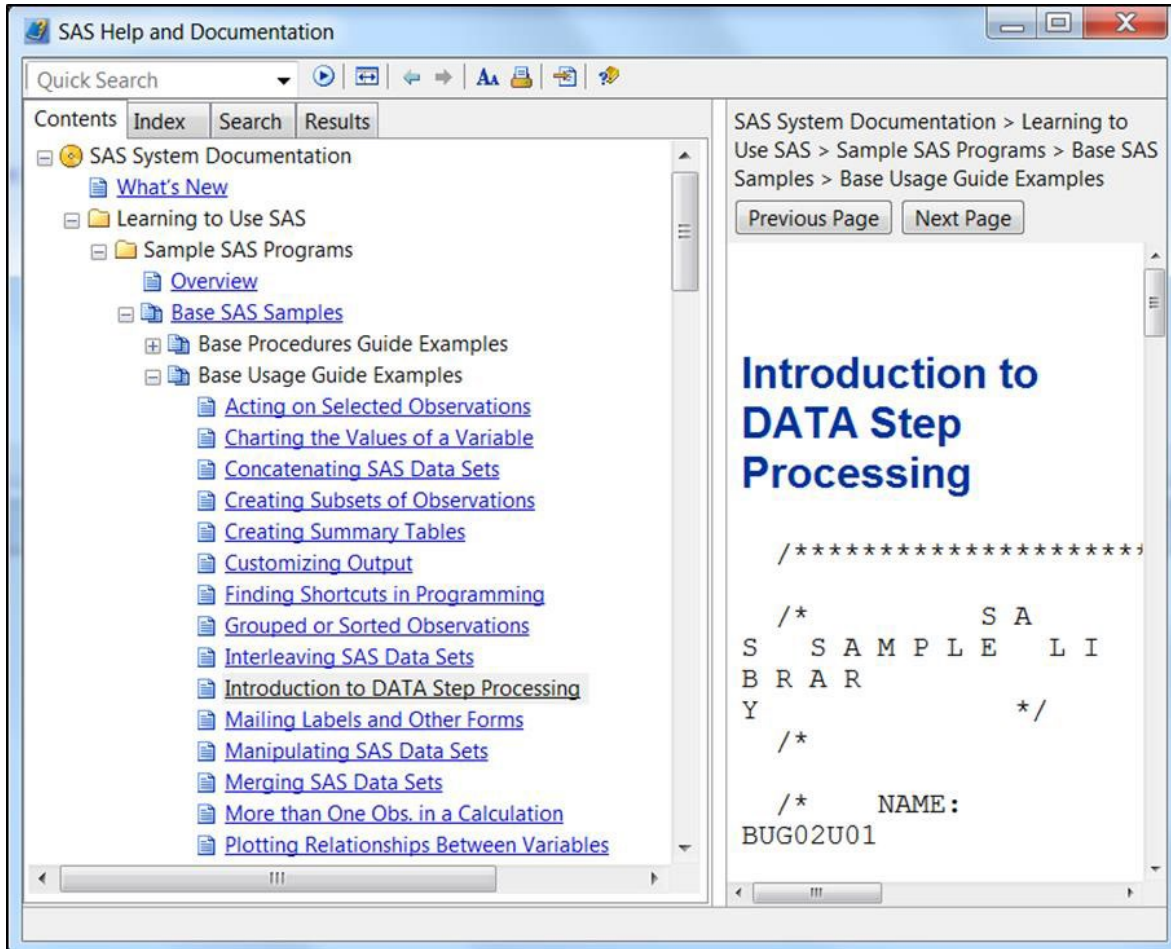 SAS Help and Documentation
Quick Search
Contents
Index
Search
Results
SAS System Documentation
What's New
Learning to Use SAS
Sample SAS Programs
Overview
Base SAS Samples
Base Procedures Guide Examples
Base Usage Guide Examples
Acting on Selected Observations
Charting the Values of a Variable
Concatenating SAS Data Sets
Creating Subsets of Observations
Creating Summary Tables
Customizing Output
Finding Shortcuts in Programming
Grouped or Sorted Observations
Interleaving SAS Data Sets
Introduction to DATA Step Processing
Mailing Labels and Other Forms
Manipulating SAS Data Sets
Merging SAS Data Sets
More than One Obs. in a Calculation
Plotting Relationships Between Variables
SAS System Documentation > Learning to
Use SAS > Sample SAS Programs > Base SAS
Samples > Base Usage Guide Examples
Previous Page
Next Page
Introduction to
DATA Step
Processing
/**********************
/* S A
S S A M P L E L I
B R A R
Y */
/*
/* NAME:
BUG02U01